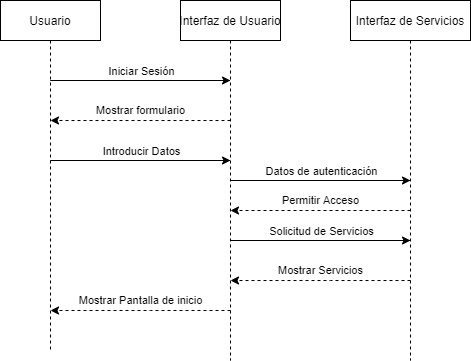 Usuario
Interfaz de Usuario
Interfaz de Servicios
Iniciar Sesión
Mostrar formulario
Introducir Datos
Datos de autenticación
Permitir Acceso
Solicitud de Servicios
Mostrar Servicios
Mostrar Pantalla de inicio